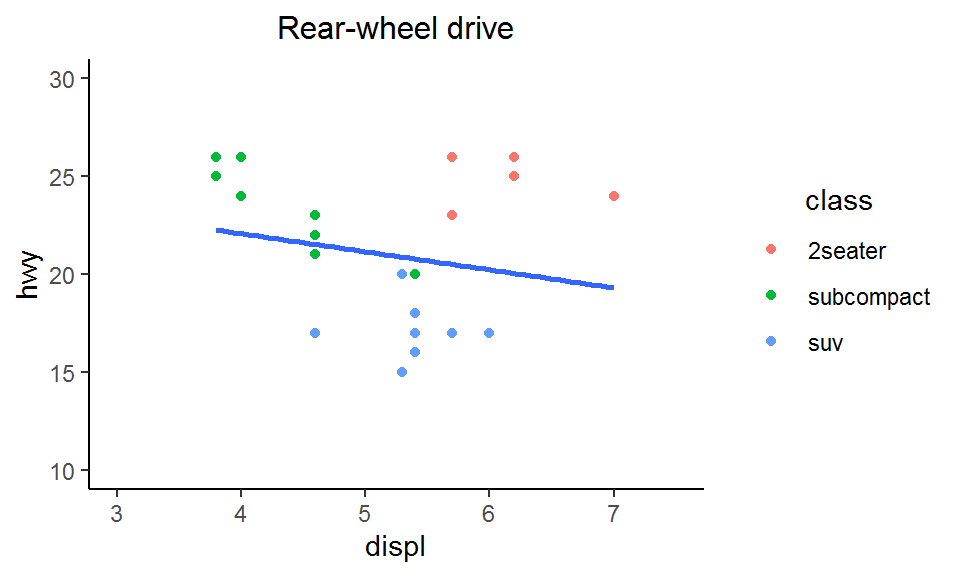 Rear-wheel drive
30
25
20
15
10
hwy
3 4 5 6 7
displ
class
2seater
subcompact
suv